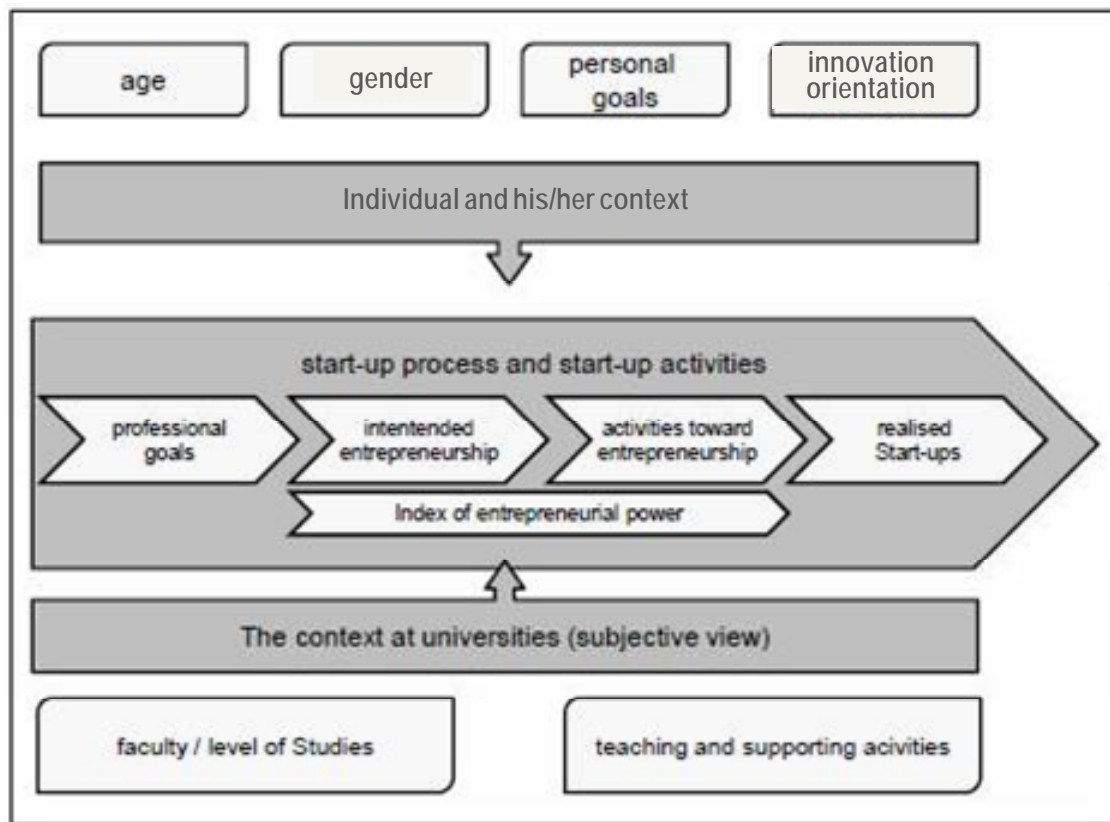 age
gender
personal
goals
innovation
orientation
Individual and his/her context
start-up process and start-up activities
professional
goals
intentended
entrepreneurship
activities toward
entrepreneurship
realised
Start-ups
Index of entrepreneurial power
The context at universities (subjective view)
faculty / level of Studies
teaching and supporting acivities